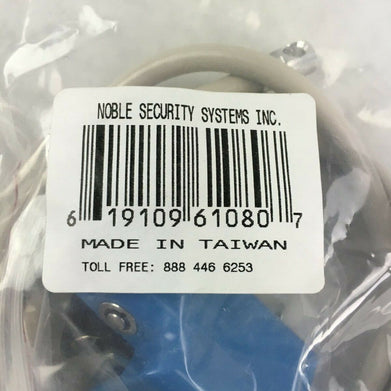 NOBLE SECURITY SYSTEMS INC.
6 19109 61080 7
MADE IN TAIWAN
TOLL FREE: 888 446 6253